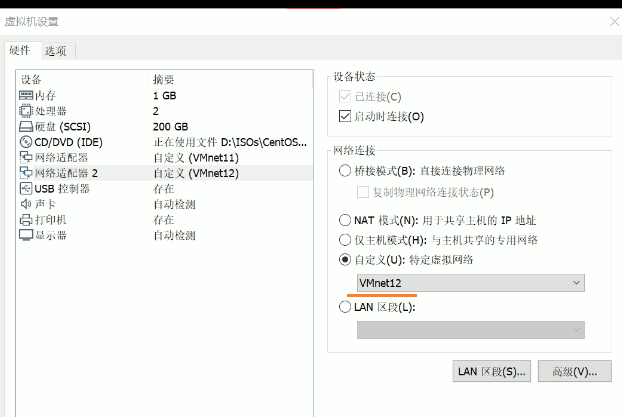 虚拟机设置
硬件 选项
设备 摘要
内存 1 GB
处理器 2
硬盘 (SCSI) 200 GB
CD/DVD (IDE) 正在使用文件 D:\ISOs\CentOS...
网络适配器 自定义 (VMnet11)
网络适配器 2 自定义 (VMnet12)
USB 控制器 存在
声卡 自动检测
打印机 存在
显示器 自动检测
设备状态
已连接(C)
启动时连接(O)
网络连接
桥接模式(B): 直接连接物理网络
复制物理网络连接状态(P)
NAT 模式(N): 用于共享主机的 IP 地址
仅主机模式(H): 与主机共享的专用网络
自定义(U): 特定虚拟网络
VMnet12
LAN 区段(L):
LAN 区段(S)... 高级(V)...